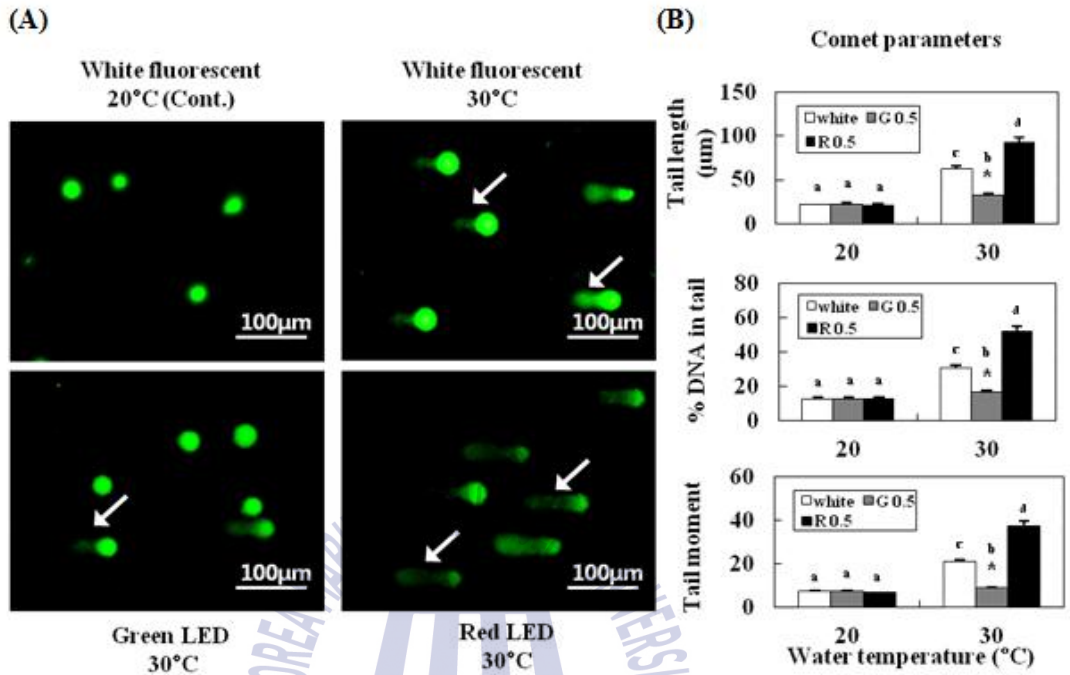 (A)
White fluorescent
20°C (Cont.)
White fluorescent
30°C
100µm
100µm
100µm
100µm
Green LED
30°C
Red LED
30°C
(B)
Comet parameters
Tail length
(µm)
150
100
50
0
white G 0.5
R 0.5
a a a
c b a
*
20 30
% DNA in tail
80
60
40
20
0
white G 0.5
R 0.5
a a a
c b a
*
20 30
Tail moment
60
40
20
0
white G 0.5
R 0.5
a a a
c b a
*
20 30
Water temperature (°C)